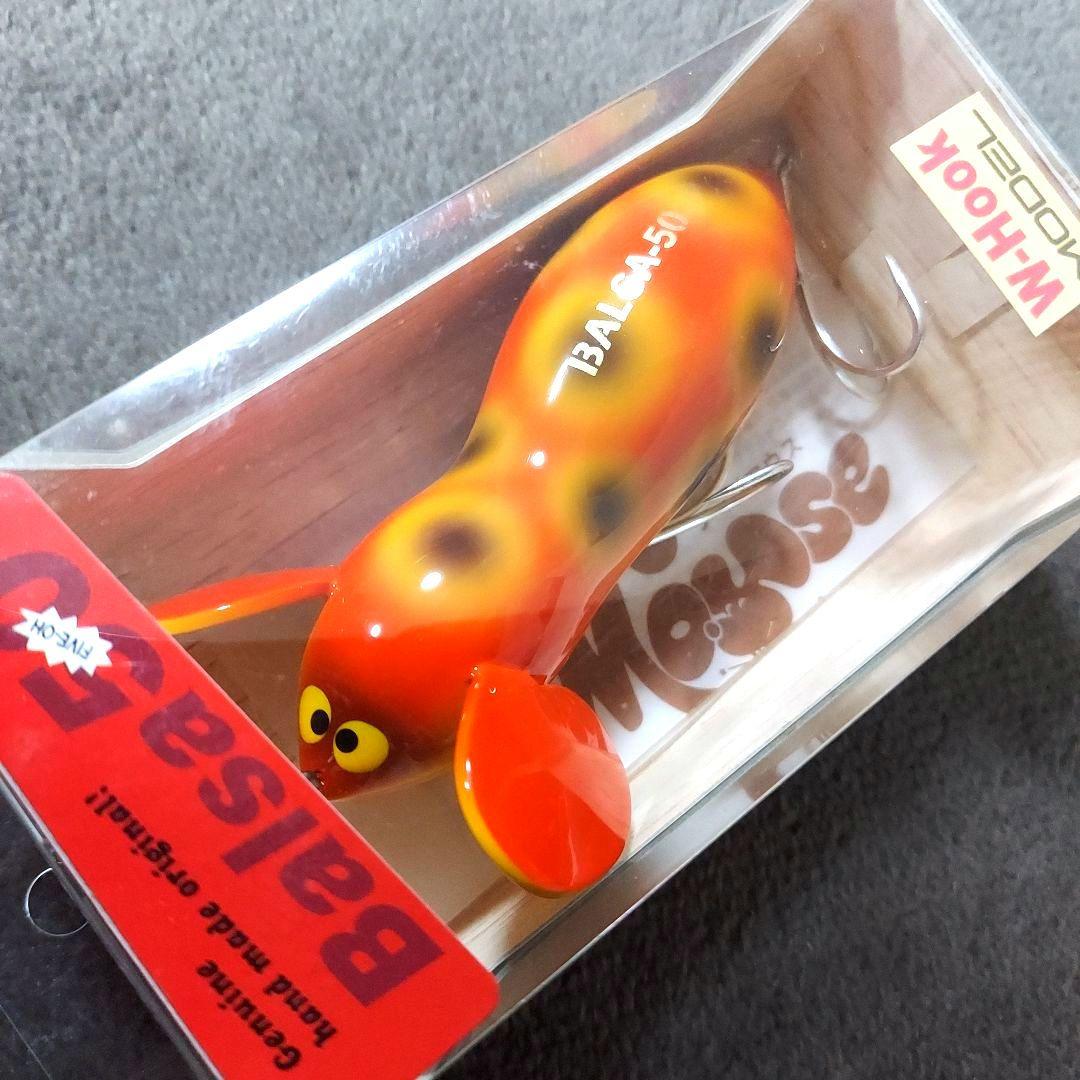 Balsa50
FIVE-OH
Genuine
hand made original!
BALSA-50
W-Hook
MODEL
Mouse